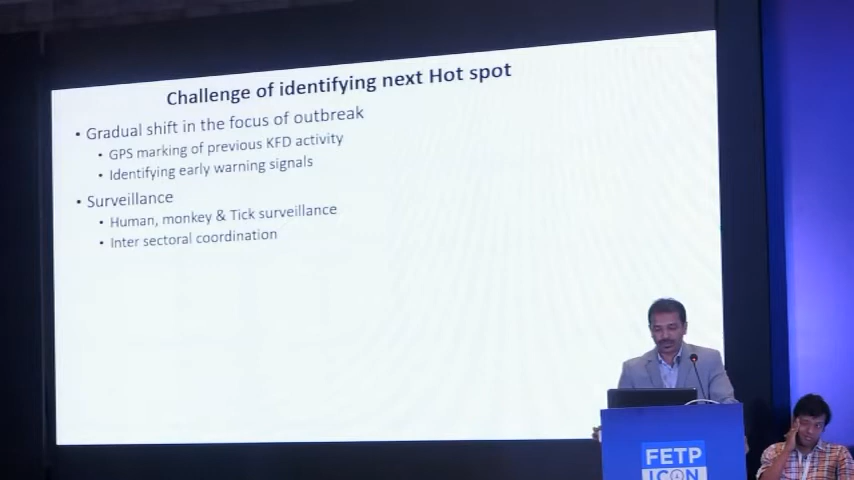 Challenge of identifying next Hot spot
• Gradual shift in the focus of outbreak
• GPS marking of previous KFD activity
• Identifying early warning signals
• Surveillance
• Human, monkey & Tick surveillance
• Inter sectoral coordination
FETP
ICON